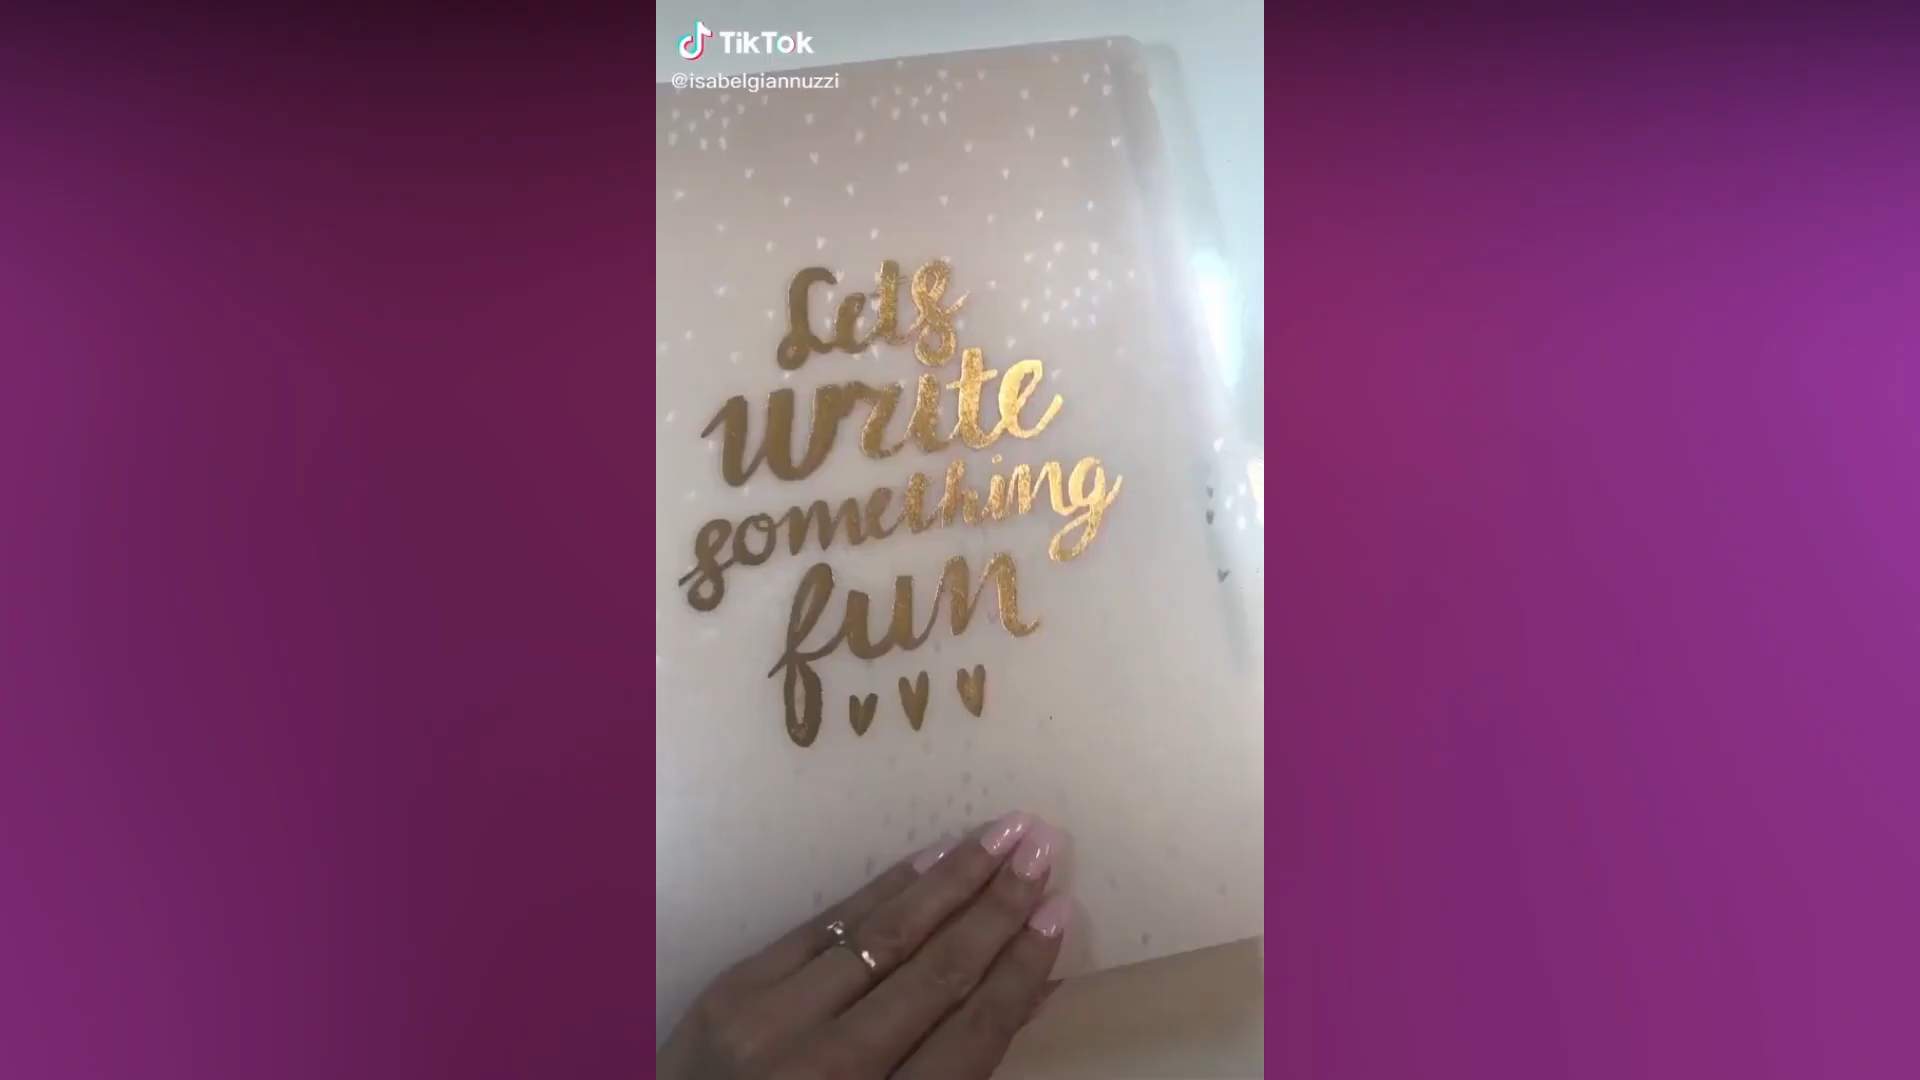 TikTok
@isabelgiannuzzi
Lets
write
something
fun